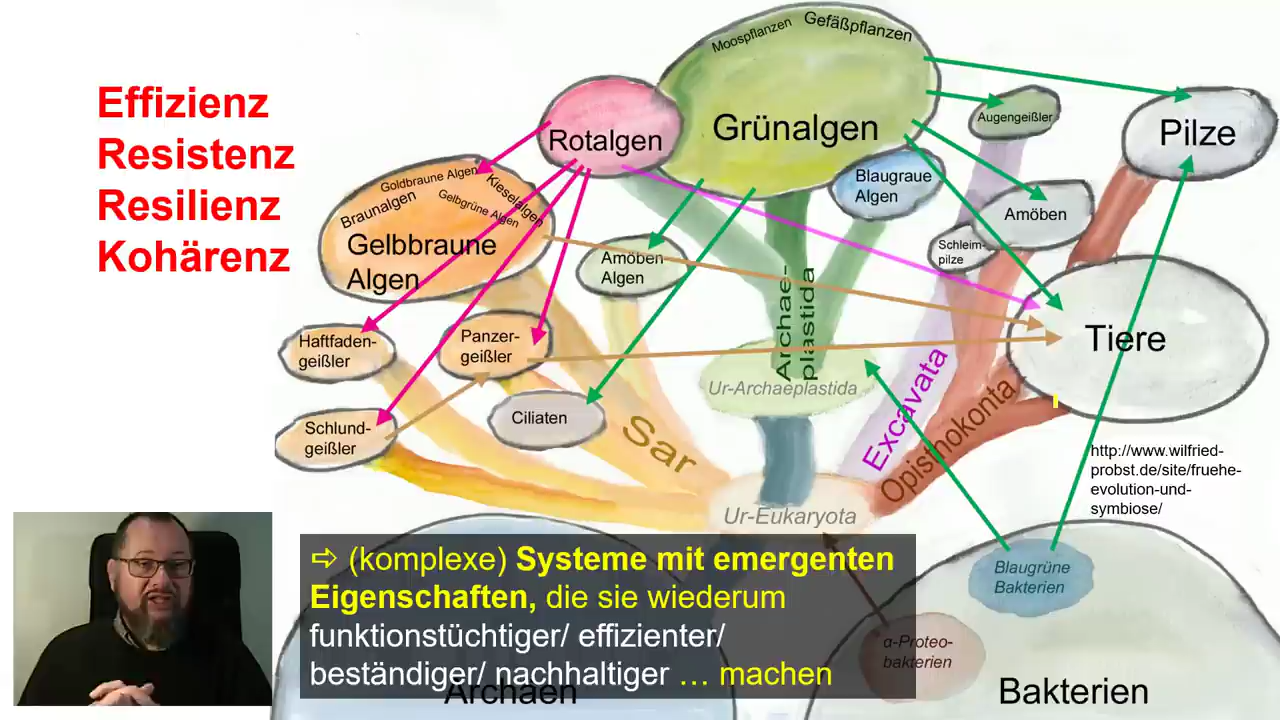 Effizienz
Resistenz
Resilienz
Kohärenz
Moospflanzen
Gefäßpflanzen
Grünalgen
Rotalgen
Augengeißler
Pilze
Blaugraue
Algen
Amöben
Schleim-
pilze
Goldbraune Algen
Kieselalgen
Braunalgen
Gelbgrüne Algen
Gelbbraune
Algen
Amöben
Algen
Haftfaden-
geißler
Panzer-
geißler
Ciliaten
Schlund-
geißler
Archae-
plastida
Ur-Archaeplastida
Tiere
Sar
Excavata
Opisthokonta
Ur-Eukaryota
http://www.wilfried-
probst.de/site/fruehe-
evolution-und-
symbiose/
⇨ (komplexe) Systeme mit emergenten
Eigenschaften, die sie wiederum
funktionstüchtiger/ effizienter/
beständiger/ nachhaltiger … machen
Blaugrüne
Bakterien
α-Proteo-
bakterien
Archaen
Bakterien